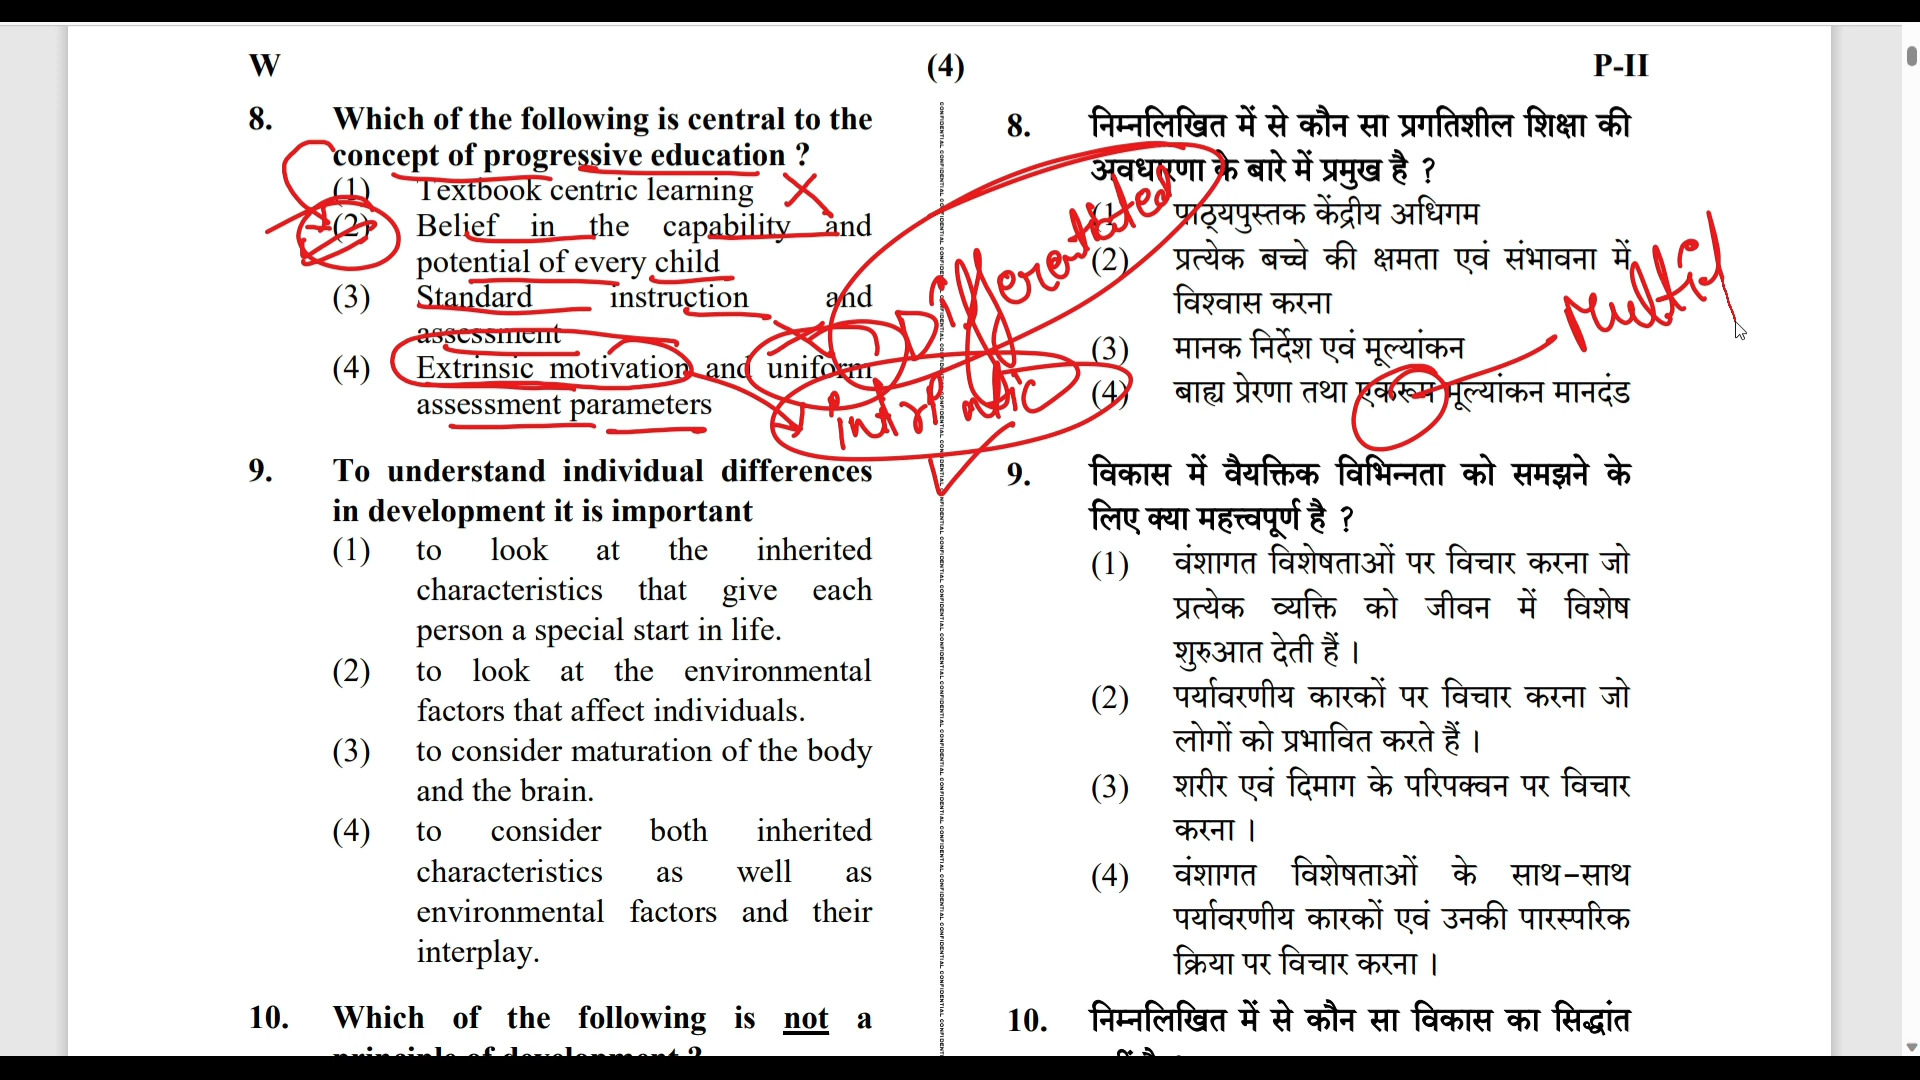 W (4) P-II
8. Which of the following is central to the
concept of progressive education ?
(1) Textbook centric learning
(2) Belief in the capability and
potential of every child
(3) Standard instruction and
assessment
(4) Extrinsic motivation and uniform
assessment parameters
9. To understand individual differences
in development it is important
(1) to look at the inherited
characteristics that give each
person a special start in life.
(2) to look at the environmental
factors that affect individuals.
(3) to consider maturation of the body
and the brain.
(4) to consider both inherited
characteristics as well as
environmental factors and their
interplay.
10. Which of the following is not a
principle of development ?
Differentiated
intrinsic
8. निम्नलिखित में से कौन सा प्रगतिशील शिक्षा की
अवधारणा के बारे में प्रमुख है ?
(1) पाठ्यपुस्तक केंद्रीय अधिगम
(2) प्रत्येक बच्चे की क्षमता एवं संभावना में
विश्वास करना
(3) मानक निर्देश एवं मूल्यांकन
(4) बाह्य प्रेरणा तथा एकरूप मूल्यांकन मानदंड
9. विकास में वैयक्तिक विभिन्नता को समझने के
लिए क्या महत्त्वपूर्ण है ?
(1) वंशागत विशेषताओं पर विचार करना जो
प्रत्येक व्यक्ति को जीवन में विशेष
शुरुआत देती हैं ।
(2) पर्यावरणीय कारकों पर विचार करना जो
लोगों को प्रभावित करते हैं ।
(3) शरीर एवं दिमाग के परिपक्वन पर विचार
करना ।
(4) वंशागत विशेषताओं के साथ-साथ
पर्यावरणीय कारकों एवं उनकी पारस्परिक
क्रिया पर विचार करना ।
10. निम्नलिखित में से कौन सा विकास का सिद्धांत